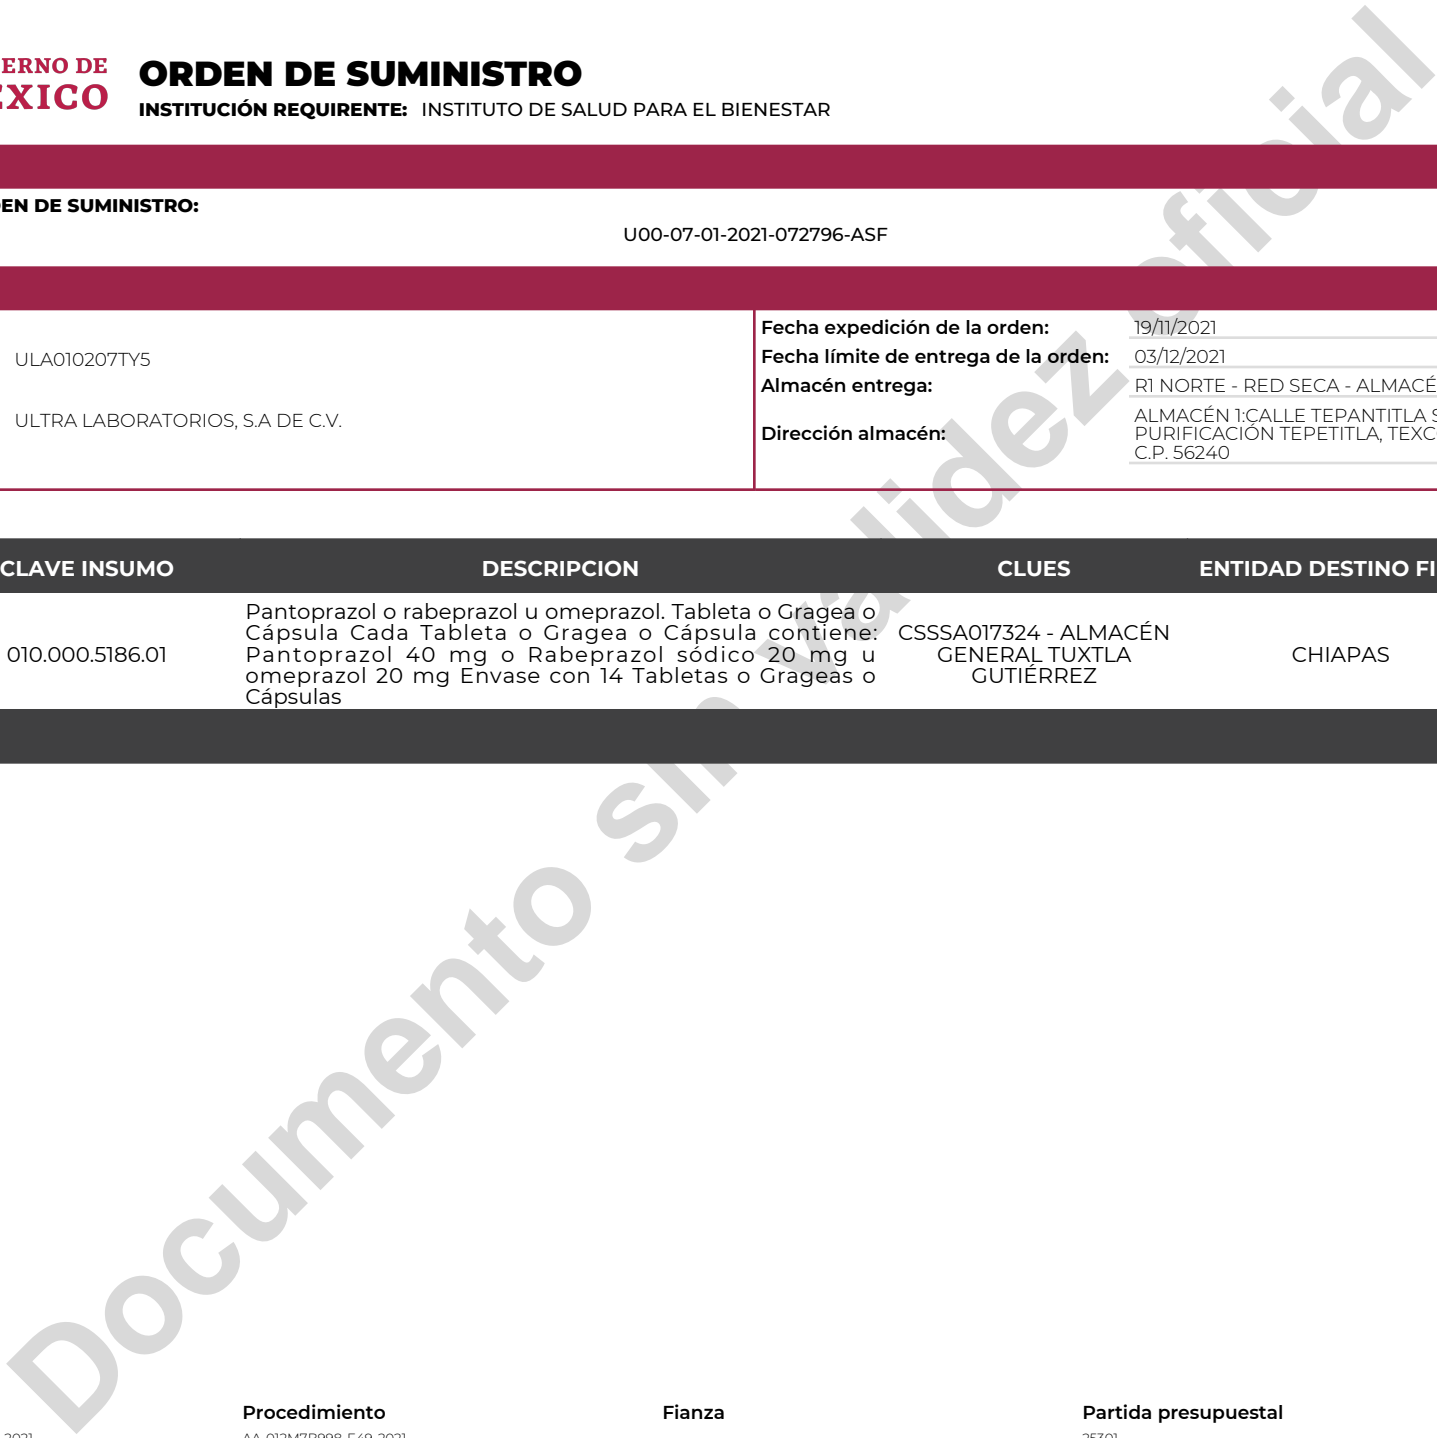 ERNO DE
EXICO
ORDEN DE SUMINISTRO
INSTITUCIÓN REQUIRENTE: INSTITUTO DE SALUD PARA EL BIENESTAR
EN DE SUMINISTRO:
U00-07-01-2021-072796-ASF
ULA010207TY5
ULTRA LABORATORIOS, S.A DE C.V.
Fecha expedición de la orden: 19/11/2021
Fecha límite de entrega de la orden: 03/12/2021
Almacén entrega: R1 NORTE - RED SECA - ALMACÉ
Dirección almacén:
ALMACÉN 1:CALLE TEPANTITLA S
PURIFICACIÓN TEPETITLA, TEXC
C.P. 56240
CLAVE INSUMO DESCRIPCION CLUES ENTIDAD DESTINO FI
010.000.5186.01
Pantoprazol o rabeprazol u omeprazol. Tableta o Gragea o
Cápsula Cada Tableta o Gragea o Cápsula contiene:
Pantoprazol 40 mg o Rabeprazol sódico 20 mg u
omeprazol 20 mg Envase con 14 Tabletas o Grageas o
Cápsulas
CSSSA017324 - ALMACÉN
GENERAL TUXTLA
GUTIÉRREZ
CHIAPAS
Documento sin validez oficial
Procedimiento Fianza Partida presupuestal